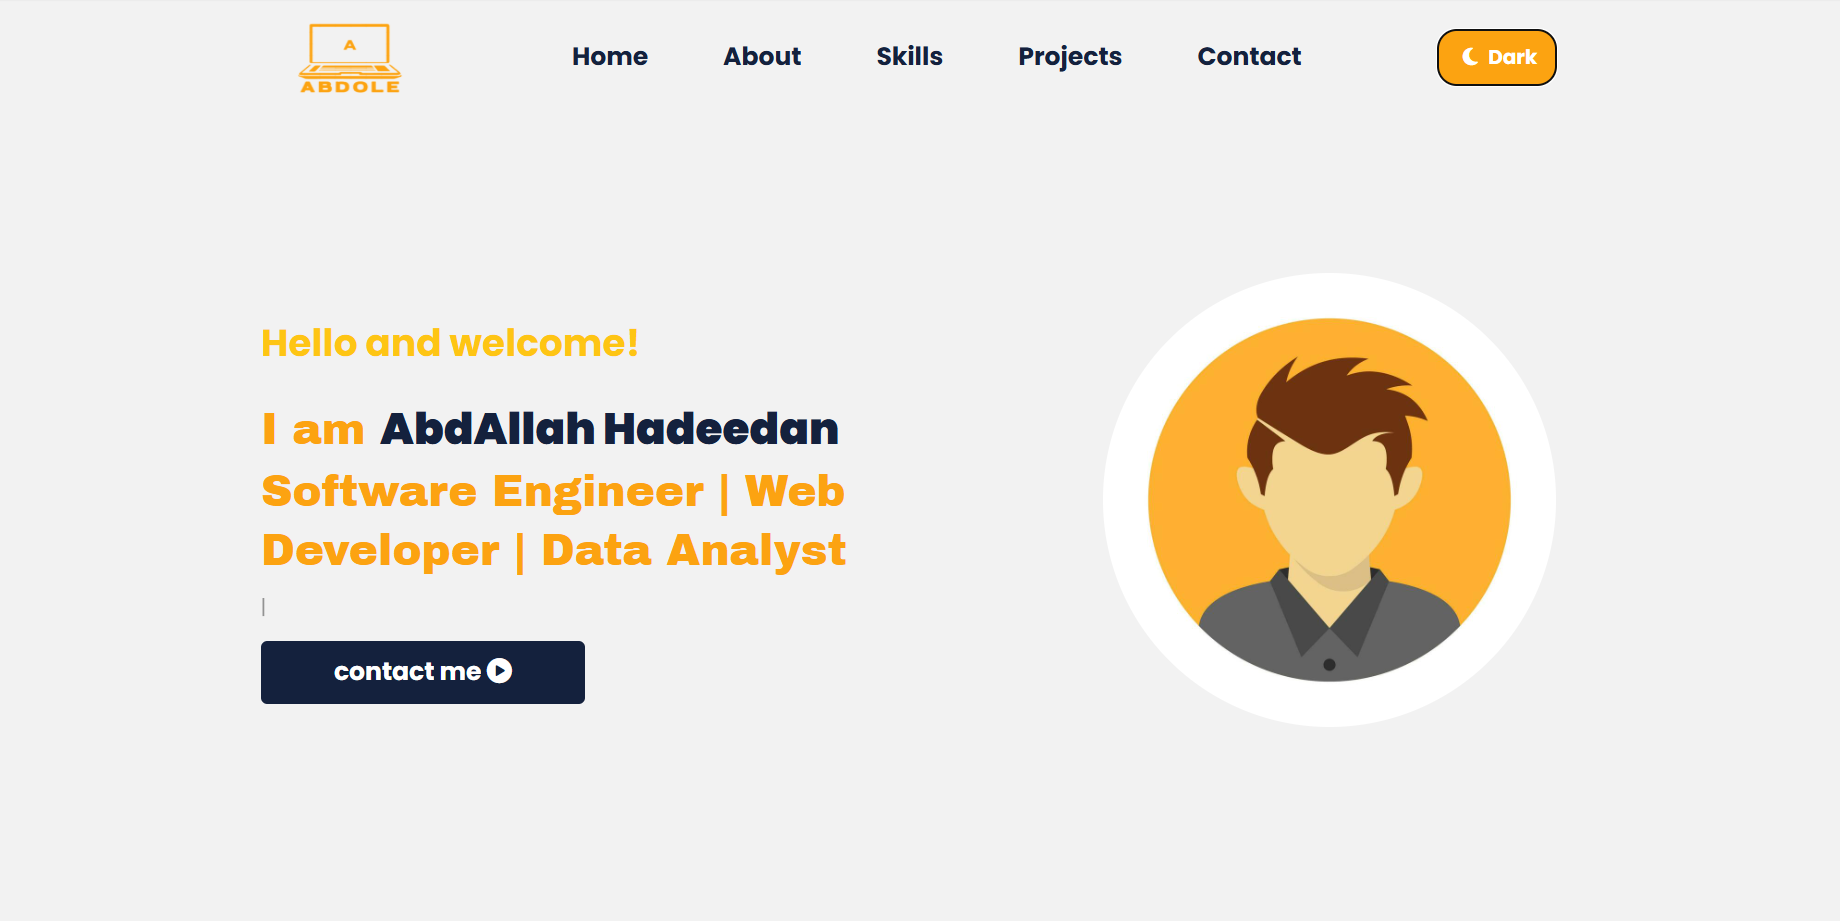 A
ABDOLE
Home
About
Skills
Projects
Contact
Dark
Hello and welcome!
I am AbdAllah Hadeedan
Software Engineer | Web
Developer | Data Analyst
|
contact me